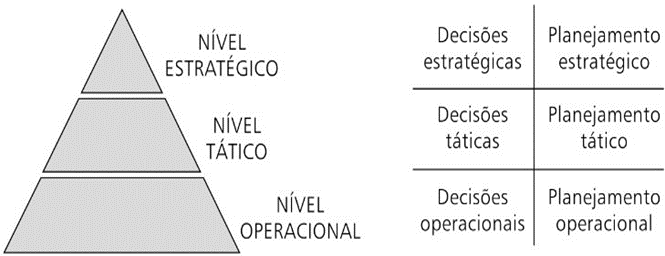 NÍVEL
ESTRATÉGICO
NÍVEL
TÁTICO
NÍVEL
OPERACIONAL
Decisões
estratégicas
Planejamento
estratégico
Decisões
táticas
Planejamento
tático
Decisões
operacionais
Planejamento
operacional